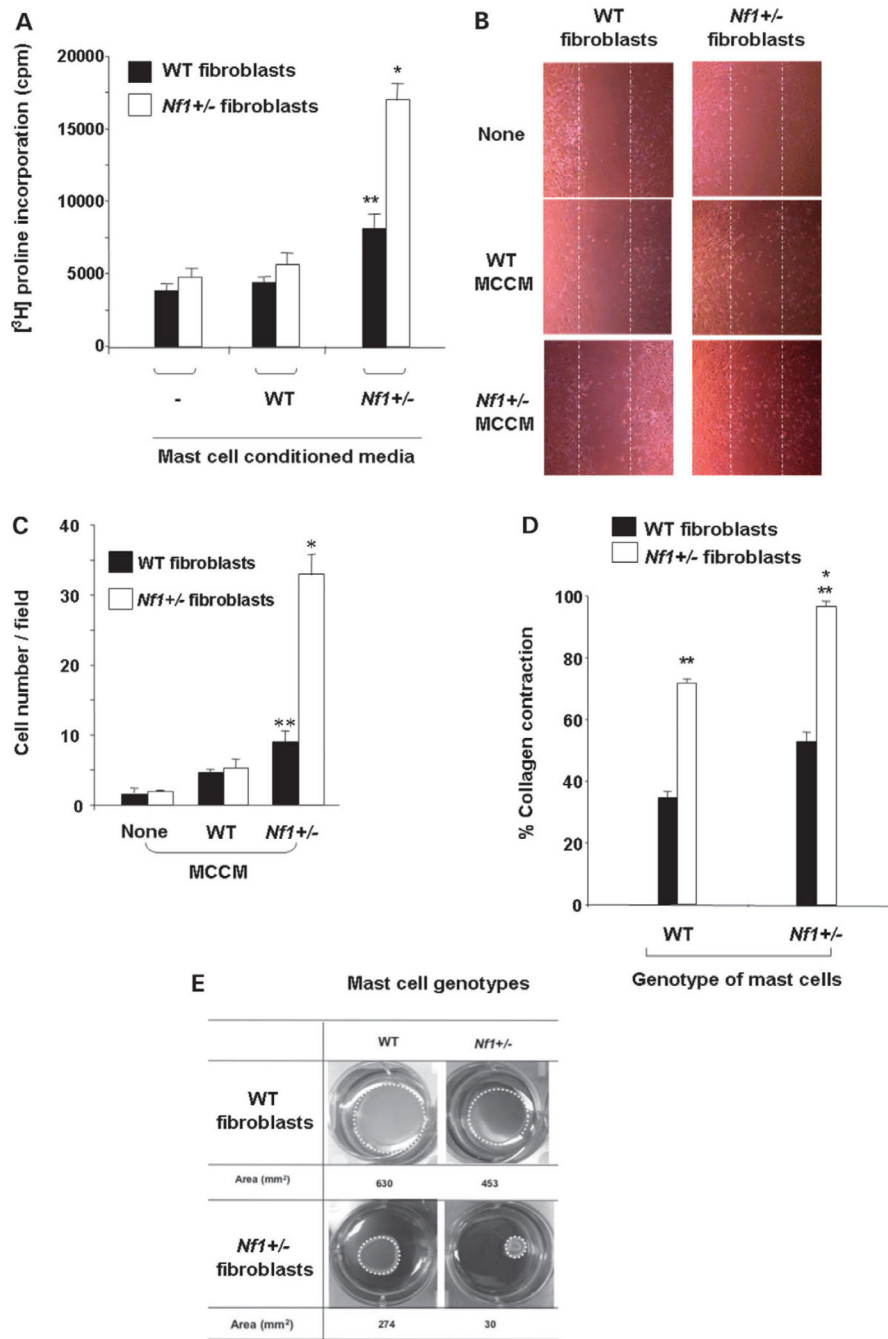 A
WT fibroblasts
Nf1+/- fibroblasts
[³H] proline incorporation (cpm)
20000
15000
10000
5000
0
*
**
-
WT
Nf1+/-
Mast cell conditioned media
B
WT fibroblasts
Nf1+/- fibroblasts
None
WT MCCM
Nf1+/- MCCM
C
WT fibroblasts
Nf1+/- fibroblasts
Cell number / field
40
30
20
10
0
*
**
None
WT
Nf1+/-
MCCM
D
WT fibroblasts
Nf1+/- fibroblasts
% Collagen contraction
100
80
60
40
20
0
**
*
**
WT
Nf1+/-
Genotype of mast cells
E
Mast cell genotypes
WT
Nf1+/-
WT fibroblasts
Area (mm²)
630
453
Nf1+/- fibroblasts
Area (mm²)
274
30